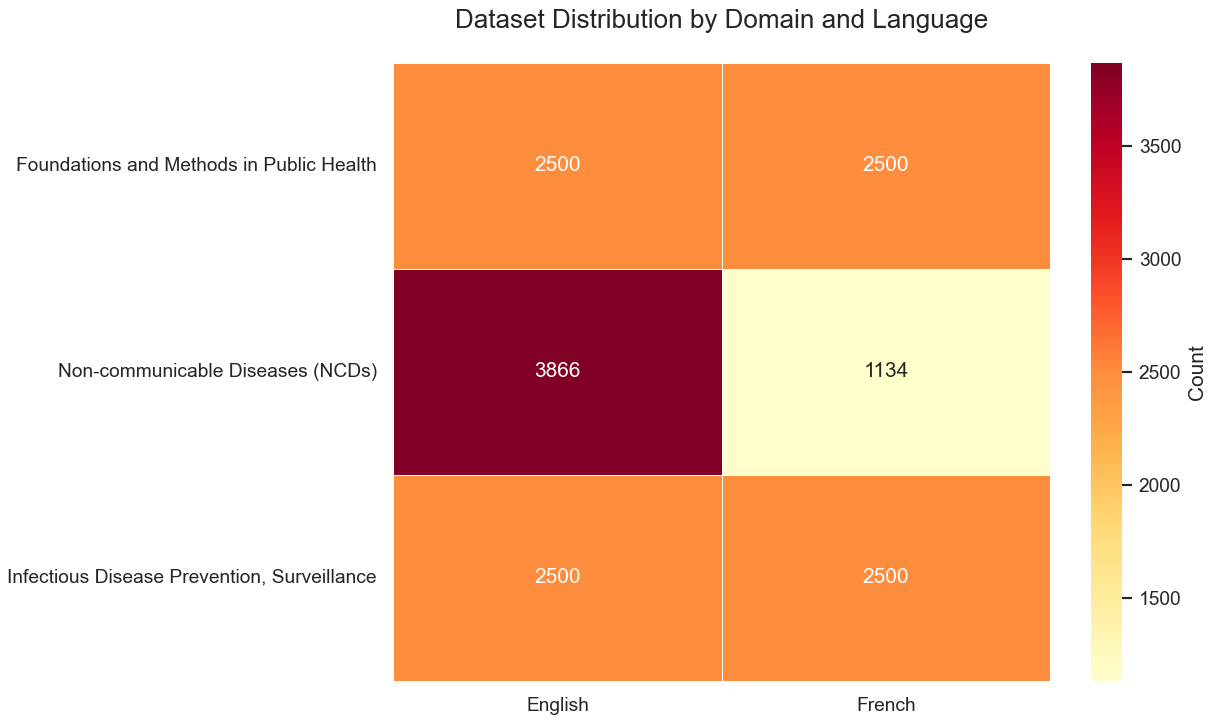 Dataset Distribution by Domain and Language
Foundations and Methods in Public Health
2500
2500
Non-communicable Diseases (NCDs)
3866
1134
Infectious Disease Prevention, Surveillance
2500
2500
English
French
3500
3000
2500
2000
1500
Count